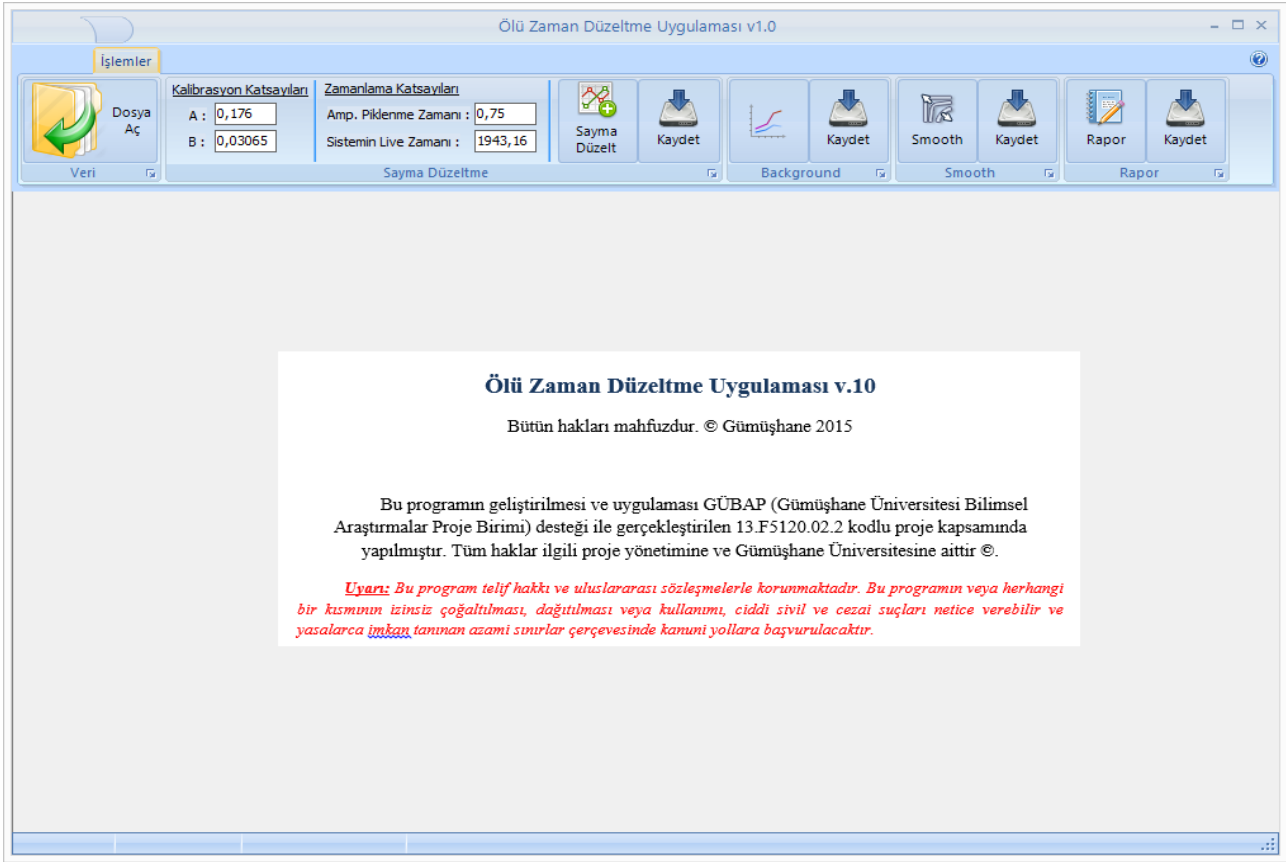 Ölü Zaman Düzeltme Uygulaması v1.0
İşlemler
Dosya
Aç
Veri
Kalibrasyon Katsayıları
A : 0,176
B : 0,03065
Zamanlama Katsayıları
Amp. Piklenme Zamanı : 0,75
Sistemin Live Zamanı : 1943,16
Sayma
Düzelt
Kaydet
Sayma Düzeltme
Kaydet
Background
Smooth
Kaydet
Smooth
Rapor
Kaydet
Rapor
Ölü Zaman Düzeltme Uygulaması v.10
Bütün hakları mahfuzdur. © Gümüşhane 2015
Bu programın geliştirilmesi ve uygulaması GÜBAP (Gümüşhane Üniversitesi Bilimsel
Araştırmalar Proje Birimi) desteği ile gerçekleştirilen 13.F5120.02.2 kodlu proje kapsamında
yapılmıştır. Tüm haklar ilgili proje yönetimine ve Gümüşhane Üniversitesine aittir ©.
Uyarı: Bu program telif hakkı ve uluslararası sözleşmelerle korunmaktadır. Bu programın veya herhangi
bir kısmının izinsiz çoğaltılması, dağıtılması veya kullanımı, ciddi sivil ve cezai suçları netice verebilir ve
yasalarca imkan tanınan azami sınırlar çerçevesinde kanuni yollara başvurulacaktır.